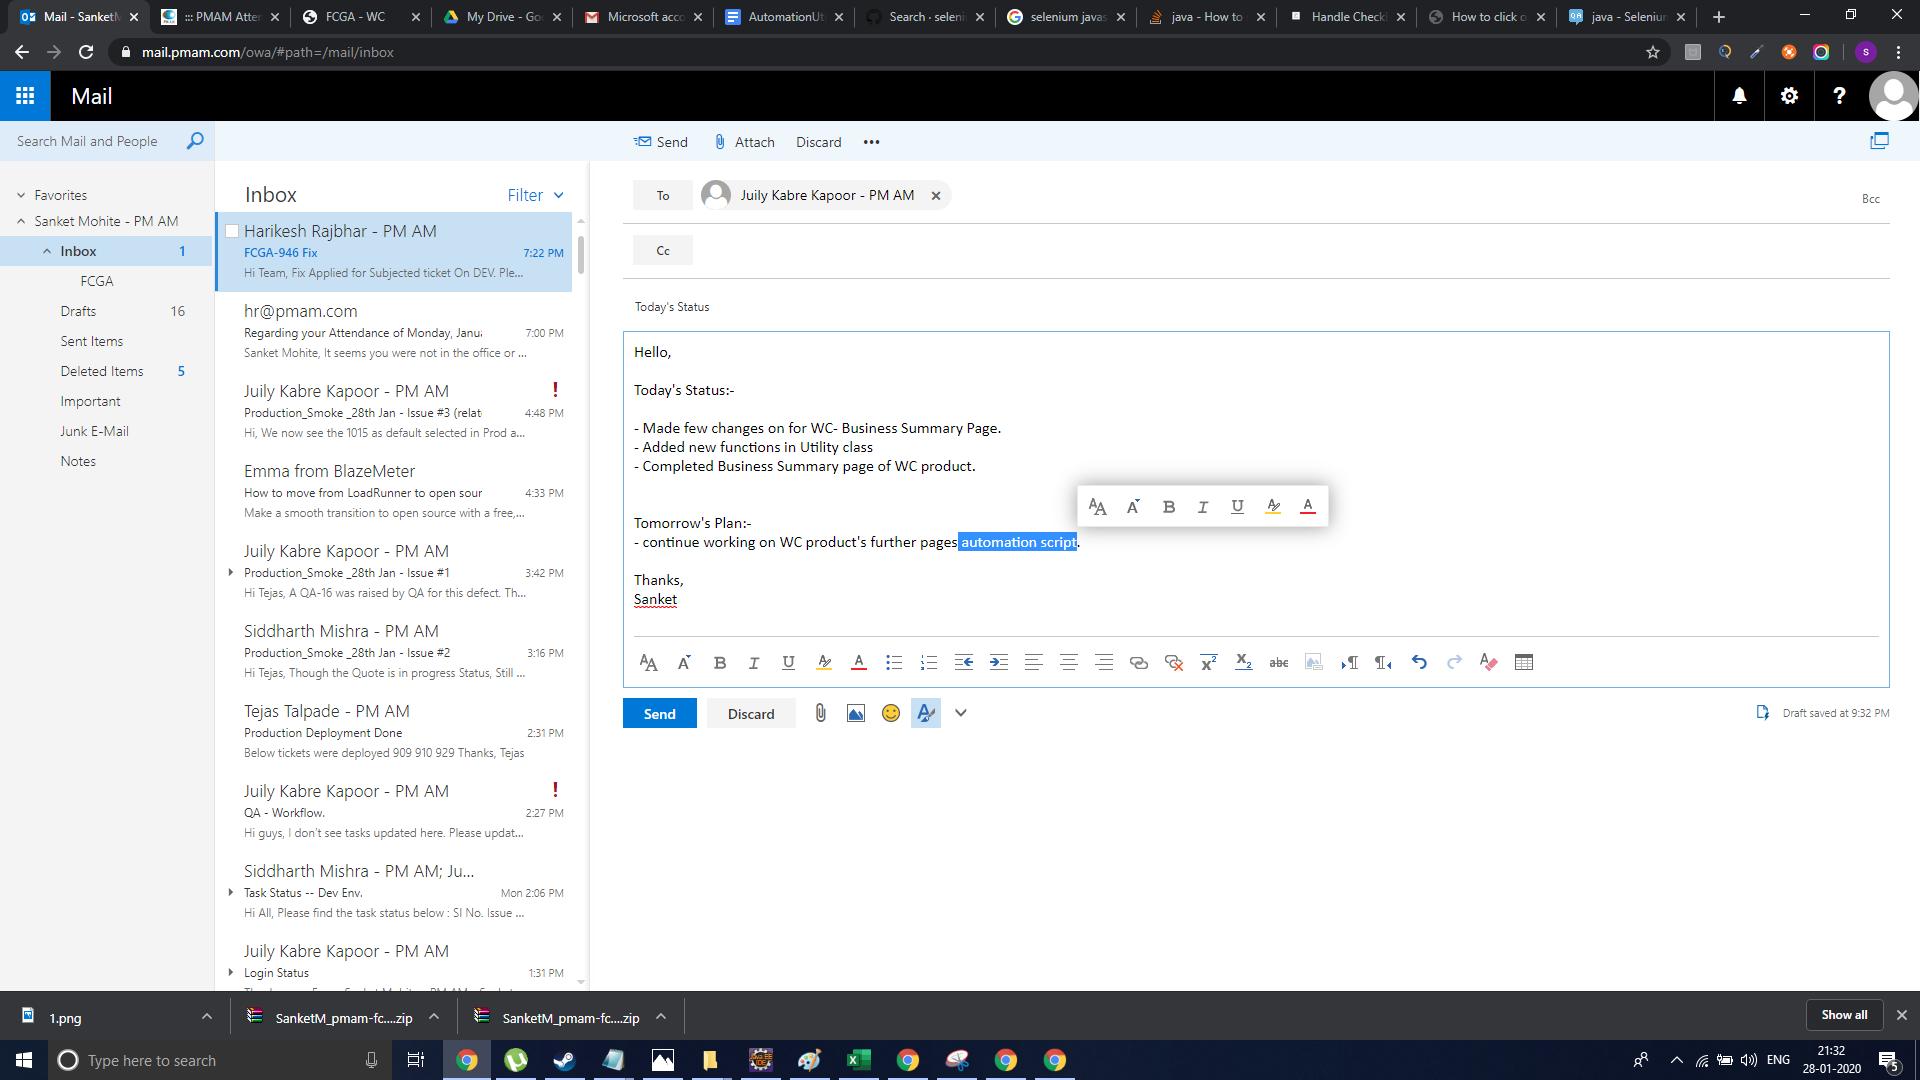 Mail - SanketM
::: PMAM Atter
FCGA - WC
My Drive - Goo
Microsoft acco
AutomationUt
Search · seleni
selenium javas
java - How to
Handle Check
How to click o
java - Selenium
mail.pmam.com/owa/#path=/mail/inbox
S
Mail
Search Mail and People
Send
Attach
Discard
•••
Favorites
Sanket Mohite - PM AM
Inbox 1
FCGA
Drafts 16
Sent Items
Deleted Items 5
Important
Junk E-Mail
Notes
Inbox
Filter
Harikesh Rajbhar - PM AM
FCGA-946 Fix 7:22 PM
Hi Team, Fix Applied for Subjected ticket On DEV. Ple...
hr@pmam.com
Regarding your Attendance of Monday, Janu 7:00 PM
Sanket Mohite, It seems you were not in the office or ...
Juily Kabre Kapoor - PM AM !
Production_Smoke _28th Jan - Issue #3 (relat 4:48 PM
Hi, We now see the 1015 as default selected in Prod a...
Emma from BlazeMeter
How to move from LoadRunner to open sour 4:33 PM
Make a smooth transition to open source with a free,...
Juily Kabre Kapoor - PM AM
Production_Smoke _28th Jan - Issue #1 3:42 PM
Hi Tejas, A QA-16 was raised by QA for this defect. Th...
Siddharth Mishra - PM AM
Production_Smoke _28th Jan - Issue #2 3:16 PM
Hi Tejas, Though the Quote is in progress Status, Still ...
Tejas Talpade - PM AM
Production Deployment Done 2:31 PM
Below tickets were deployed 909 910 929 Thanks, Tejas
Juily Kabre Kapoor - PM AM !
QA - Workflow. 2:27 PM
Hi guys, I don't see tasks updated here. Please updat...
Siddharth Mishra - PM AM; Ju...
Task Status -- Dev Env. Mon 2:06 PM
Hi All, Please find the task status below : SI No. Issue ...
Juily Kabre Kapoor - PM AM
Login Status 1:31 PM
To Juily Kabre Kapoor - PM AM
Bcc
Cc
Today's Status
Hello,
Today's Status:-
- Made few changes on for WC- Business Summary Page.
- Added new functions in Utility class
- Completed Business Summary page of WC product.
Tomorrow's Plan:-
- continue working on WC product's further pages automation script.
Thanks,
Sanket
Send
Discard
Draft saved at 9:32 PM
1.png
SanketM_pmam-fc....zip
SanketM_pmam-fc....zip
Show all
Type here to search
ENG
21:32
28-01-2020
5